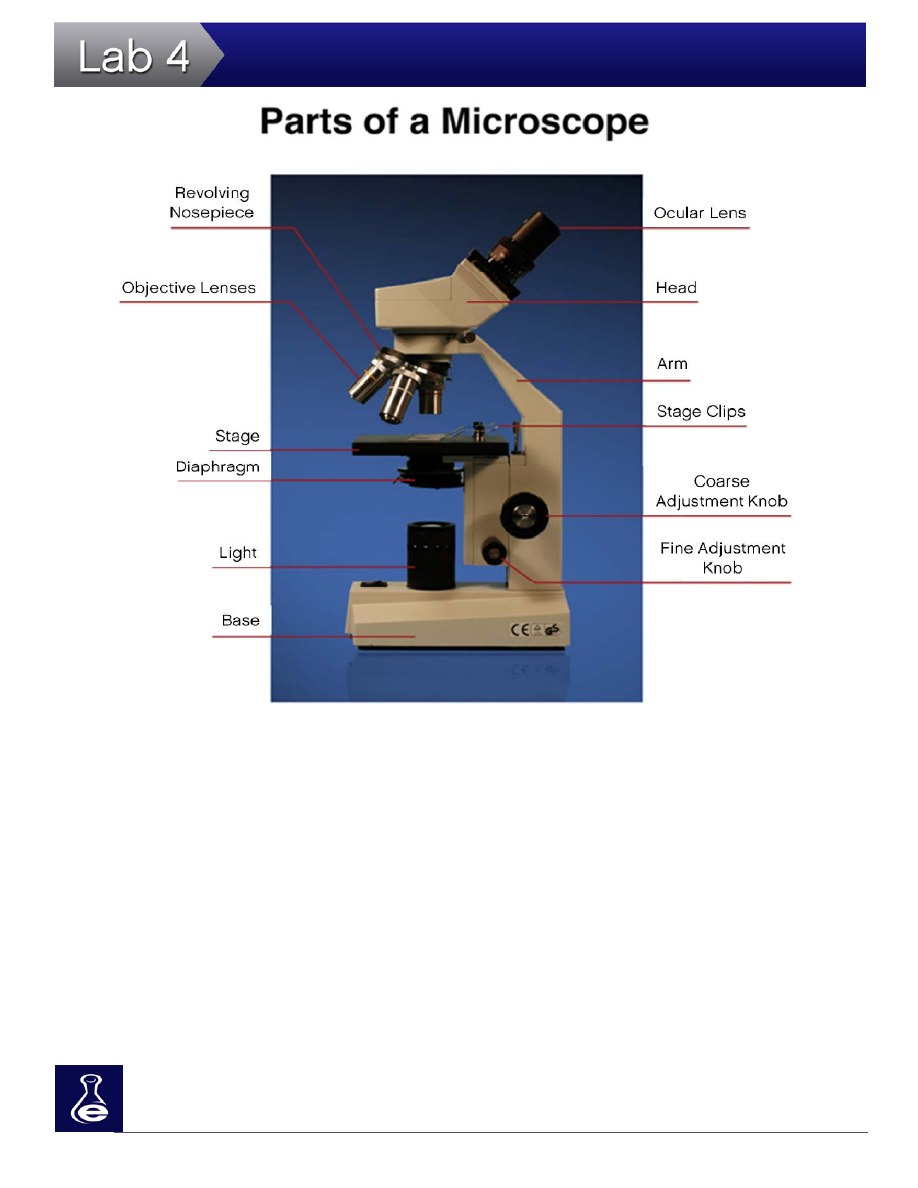 Lab 4
Parts of a Microscope
Revolving
Nosepiece
Ocular Lens
Objective Lenses
Head
Arm
Stage Clips
Stage
Diaphragm
Coarse
Adjustment Knob
Light
Fine Adjustment
Knob
Base
CE
GS
e